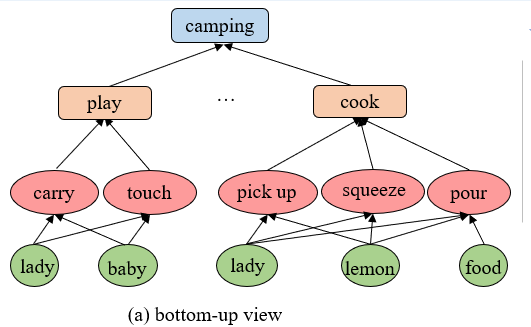 camping
play
...
cook
carry
touch
pick up
squeeze
pour
lady
baby
lady
lemon
food
(a) bottom-up view